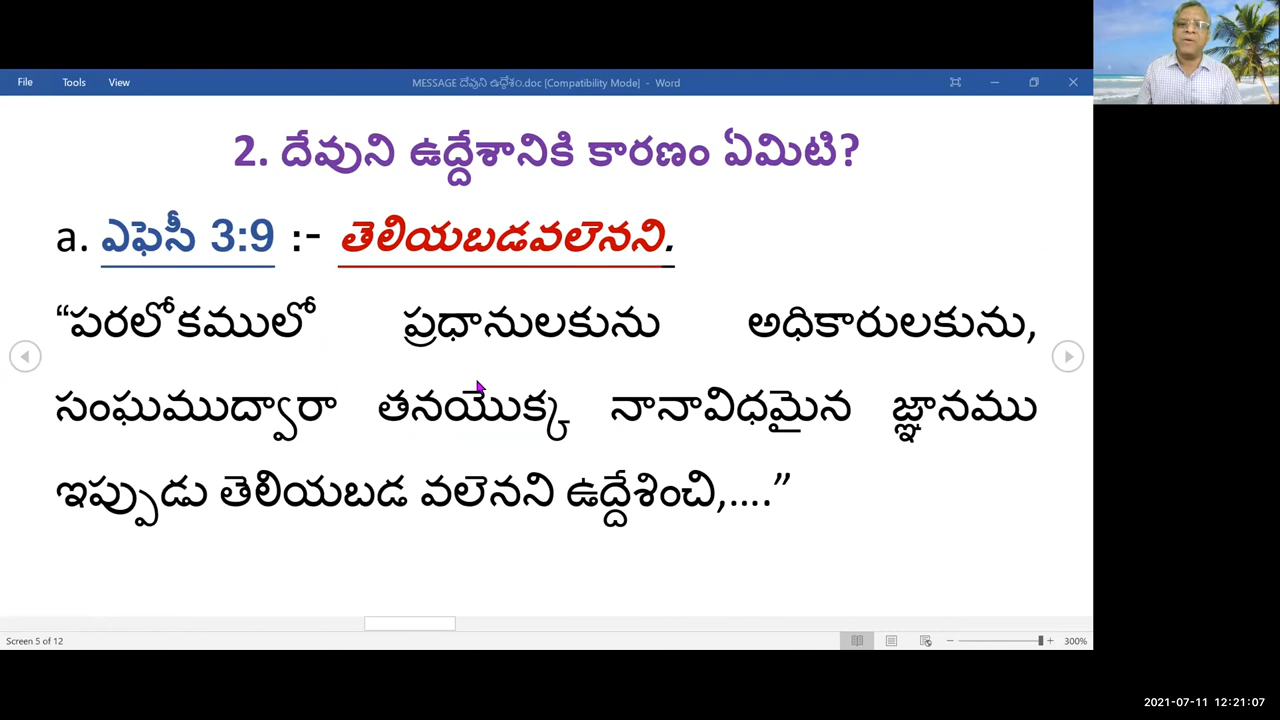 File Tools View MESSAGE దేవుని ఉద్దేశం.doc [Compatibility Mode] - Word
2. దేవుని ఉద్దేశానికి కారణం ఏమిటి?
a. ఎఫెసీ 3:9 :- తెలియబడవలెనని.
“పరలోకములో ప్రధానులకును అధికారులకును,
సంఘముద్వారా తనయొక్క నానావిధమైన జ్ఞానము
ఇప్పుడు తెలియబడ వలెనని ఉద్దేశించి,....”
Screen 5 of 12 300%
2021-07-11 12:21:07